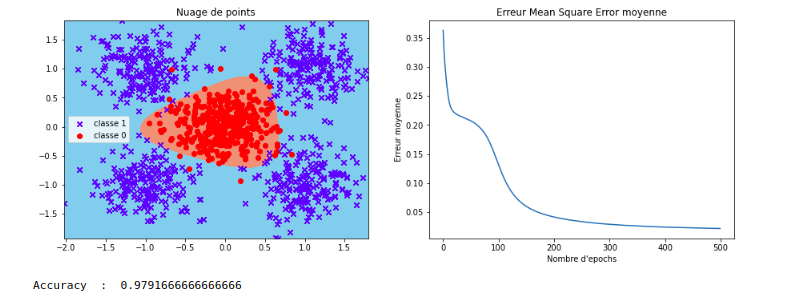 Nuage de points
1.5
1.0
0.5
0.0
−0.5
−1.0
−1.5
classe 1
classe 0
−2.0 −1.5 −1.0 −0.5 0.0 0.5 1.0 1.5
Erreur Mean Square Error moyenne
Erreur moyenne
0.35
0.30
0.25
0.20
0.15
0.10
0.05
0 100 200 300 400 500
Nombre d'epochs
Accuracy : 0.9791666666666666